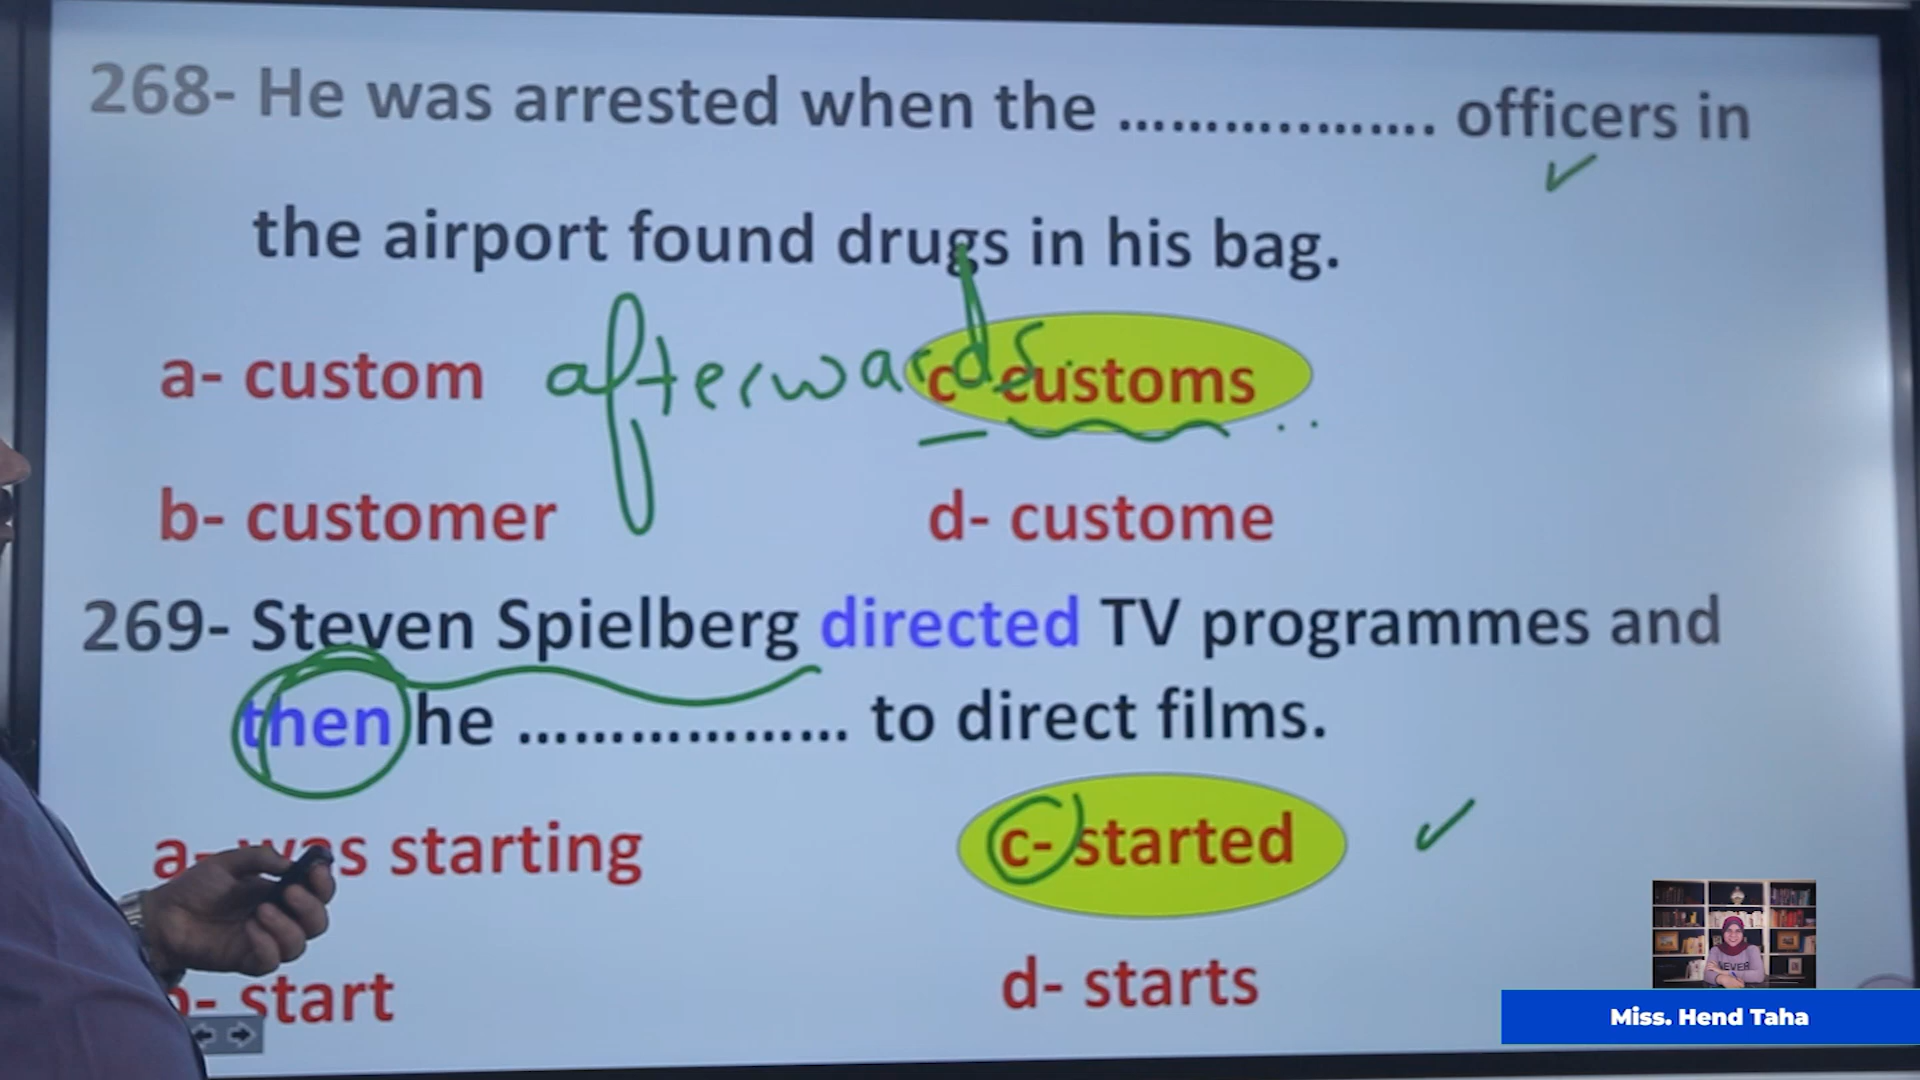 268- He was arrested when the ...................... officers in
the airport found drugs in his bag.
a- custom
afterwards
c- customs
b- customer
d- custome
269- Steven Spielberg directed TV programmes and
then he .................. to direct films.
a- was starting
c- started
b- start
d- starts
Miss. Hend Taha